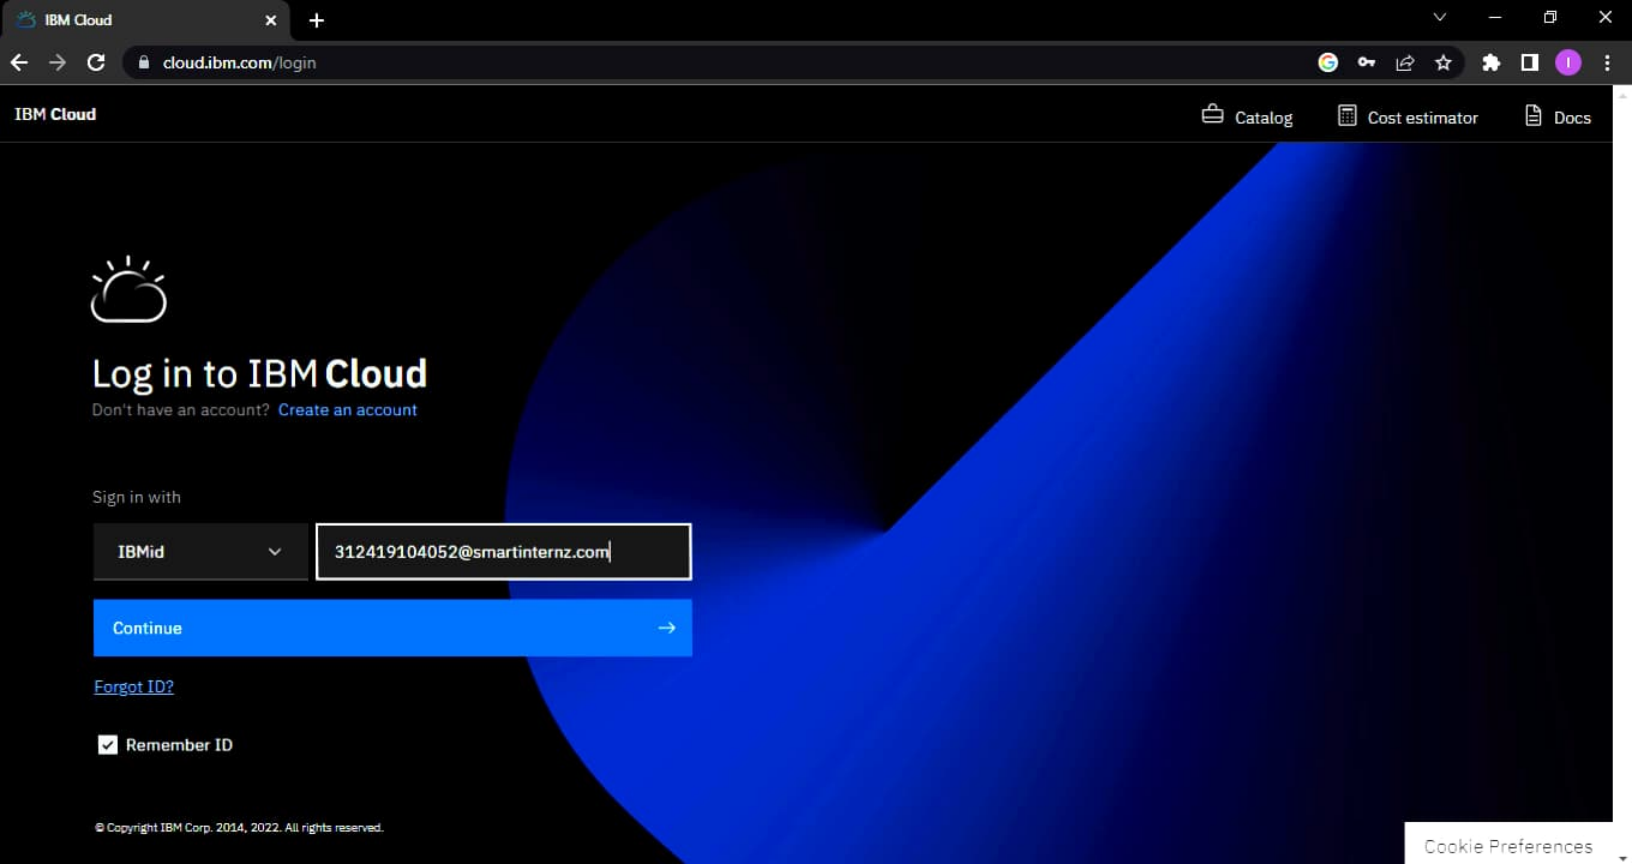 IBM Cloud
cloud.ibm.com/login
I
IBM Cloud
Catalog
Cost estimator
Docs
Log in to IBM Cloud
Don't have an account? Create an account
Sign in with
IBMid
312419104052@smartinternz.com
Continue
Forgot ID?
Remember ID
© Copyright IBM Corp. 2014, 2022. All rights reserved.
Cookie Preferences